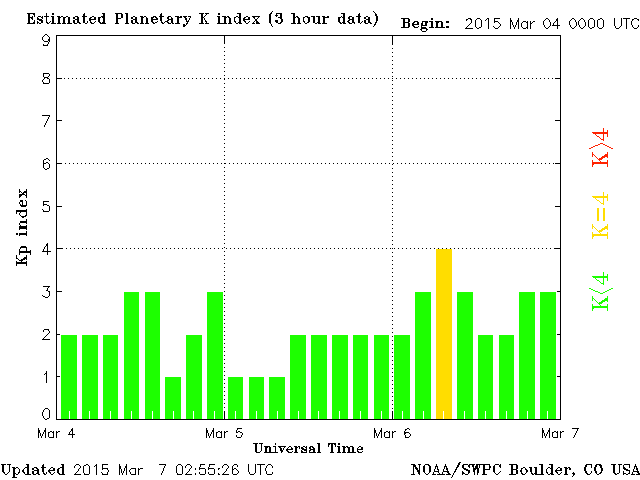 Estimated Planetary K index (3 hour data)
Begin: 2015 Mar 04 0000 UTC
9
8
7
6
5
4
3
2
1
0
Kp index
K>4
K=4
K<4
Mar 4
Mar 5
Mar 6
Mar 7
Universal Time
Updated 2015 Mar 7 02:55:26 UTC
NOAA/SWPC Boulder, CO USA